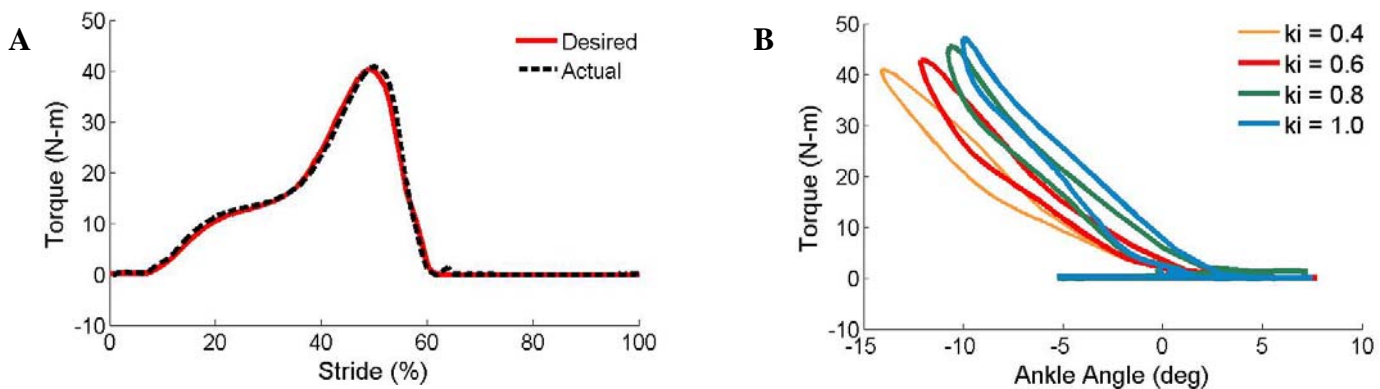 A
50
40
30
20
10
0
-10
Torque (N-m)
Desired
Actual
0 20 40 60 80 100
Stride (%)
B
50
40
30
20
10
0
-10
Torque (N-m)
ki = 0.4
ki = 0.6
ki = 0.8
ki = 1.0
-15 -10 -5 0 5 10
Ankle Angle (deg)